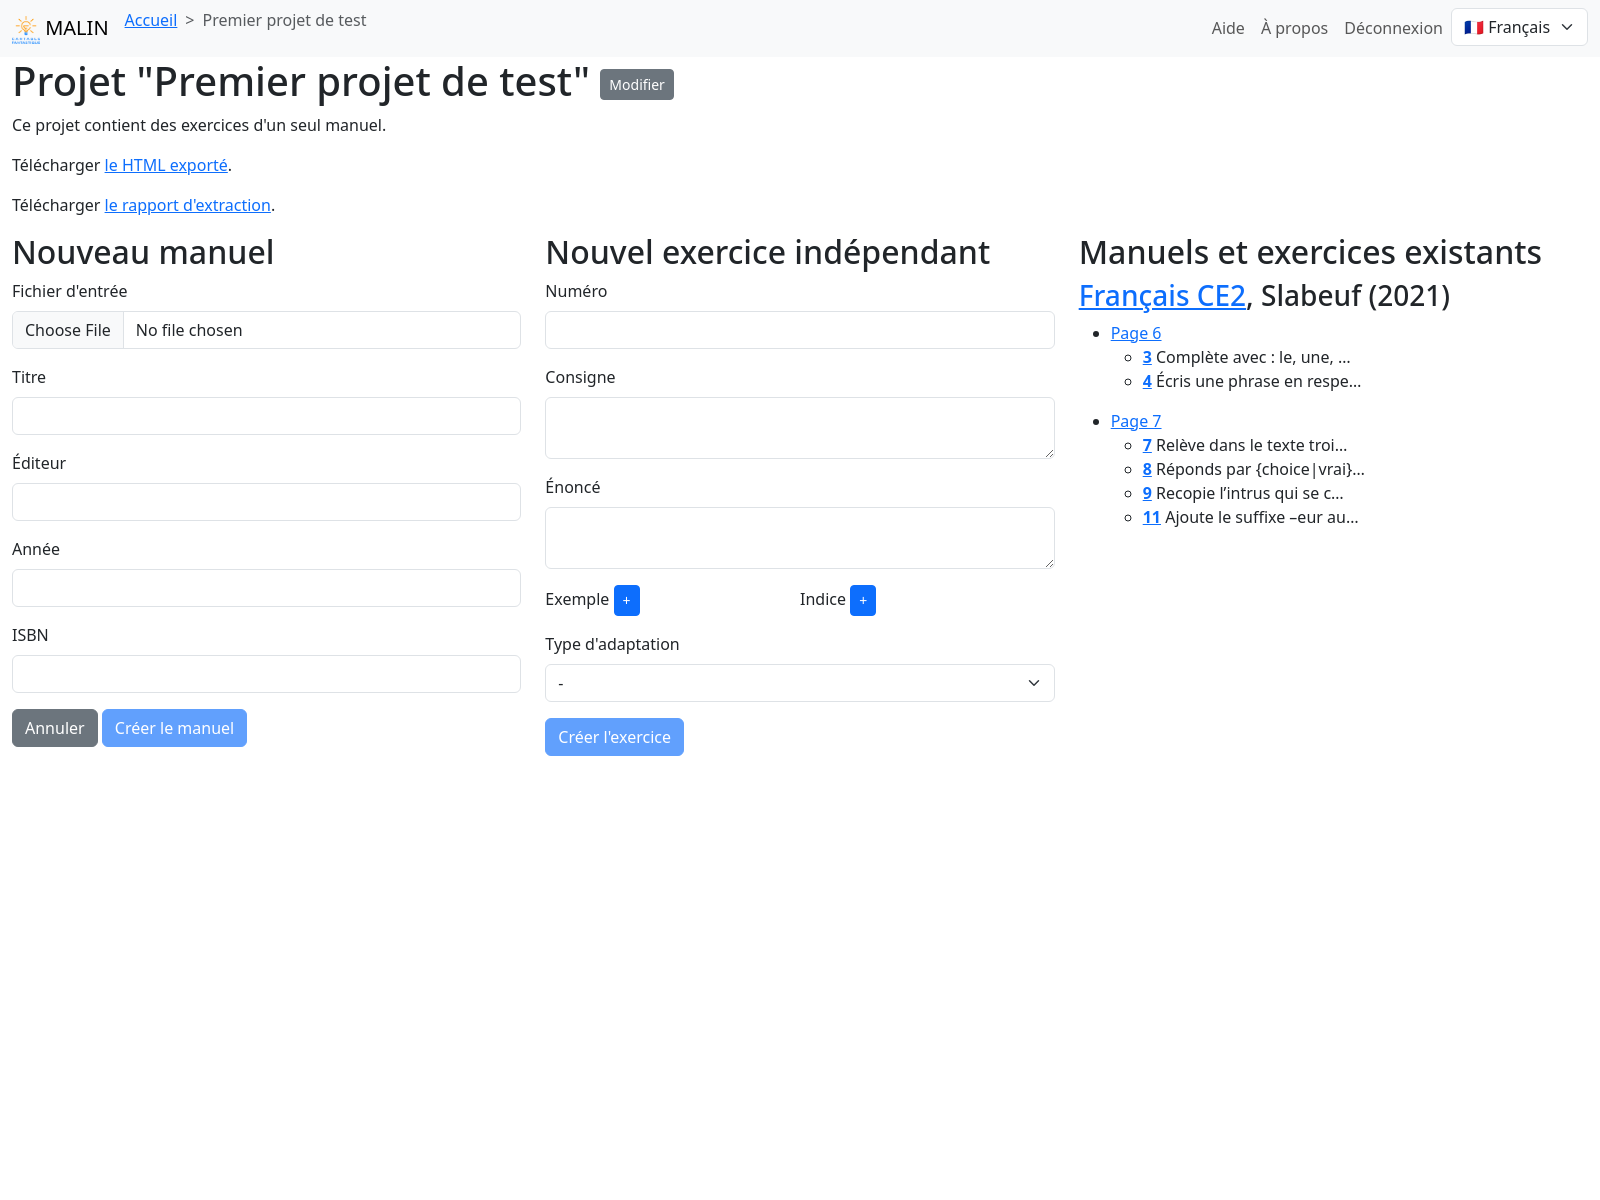 MALIN Accueil > Premier projet de test Aide À propos Déconnexion Français
Projet "Premier projet de test" Modifier
Ce projet contient des exercices d'un seul manuel.
Télécharger le HTML exporté.
Télécharger le rapport d'extraction.
Nouveau manuel
Fichier d'entrée
Choose File No file chosen
Titre
Éditeur
Année
ISBN
Annuler Créer le manuel
Nouvel exercice indépendant
Numéro
Consigne
Énoncé
Exemple + Indice +
Type d'adaptation
-
Créer l'exercice
Manuels et exercices existants
Français CE2, Slabeuf (2021)
Page 6
3 Complète avec : le, une, …
4 Écris une phrase en respe…
Page 7
7 Relève dans le texte troi…
8 Réponds par {choice|vrai}…
9 Recopie l’intrus qui se c…
11 Ajoute le suffixe –eur au…